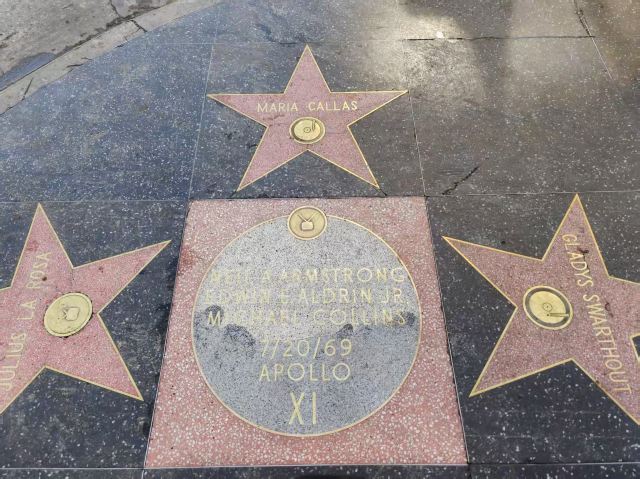 MARIA CALLAS
JULIUS LA ROSA
NEIL A. ARMSTRONG
EDWIN E. ALDRIN JR.
MICHAEL COLLINS
7/20/69
APOLLO
XI
GLADYS SWARTHOUT